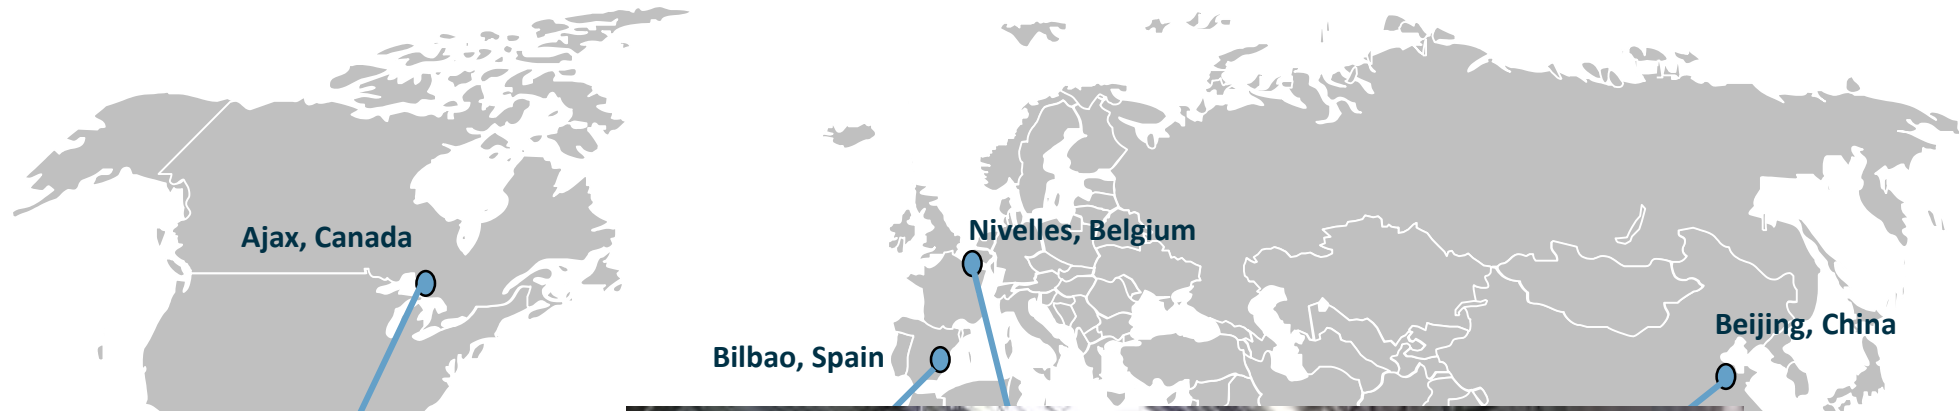 Ajax, Canada
Nivelles, Belgium
Bilbao, Spain
Beijing, China